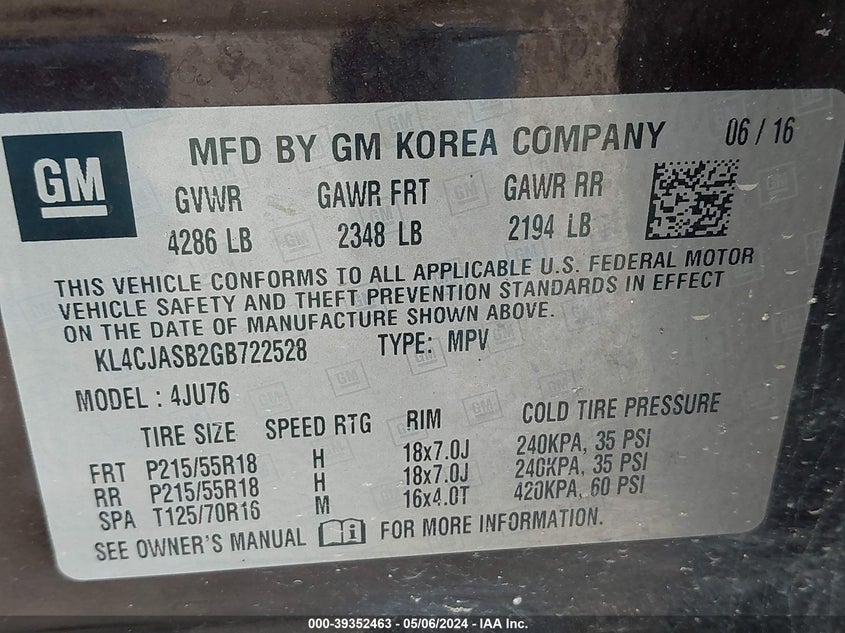 GM
MFD BY GM KOREA COMPANY 06 / 16
GVWR GAWR FRT GAWR RR
4286 LB 2348 LB 2194 LB
THIS VEHICLE CONFORMS TO ALL APPLICABLE U.S. FEDERAL MOTOR
VEHICLE SAFETY AND THEFT PREVENTION STANDARDS IN EFFECT
ON THE DATE OF MANUFACTURE SHOWN ABOVE.
KL4CJASB2GB722528 TYPE: MPV
MODEL : 4JU76
TIRE SIZE SPEED RTG RIM COLD TIRE PRESSURE
FRT P215/55R18 H 18x7.0J 240KPA, 35 PSI
RR P215/55R18 H 18x7.0J 240KPA, 35 PSI
SPA T125/70R16 M 16x4.0T 420KPA, 60 PSI
SEE OWNER'S MANUAL i FOR MORE INFORMATION.
000-39352463 - 05/06/2024 - IAA Inc.